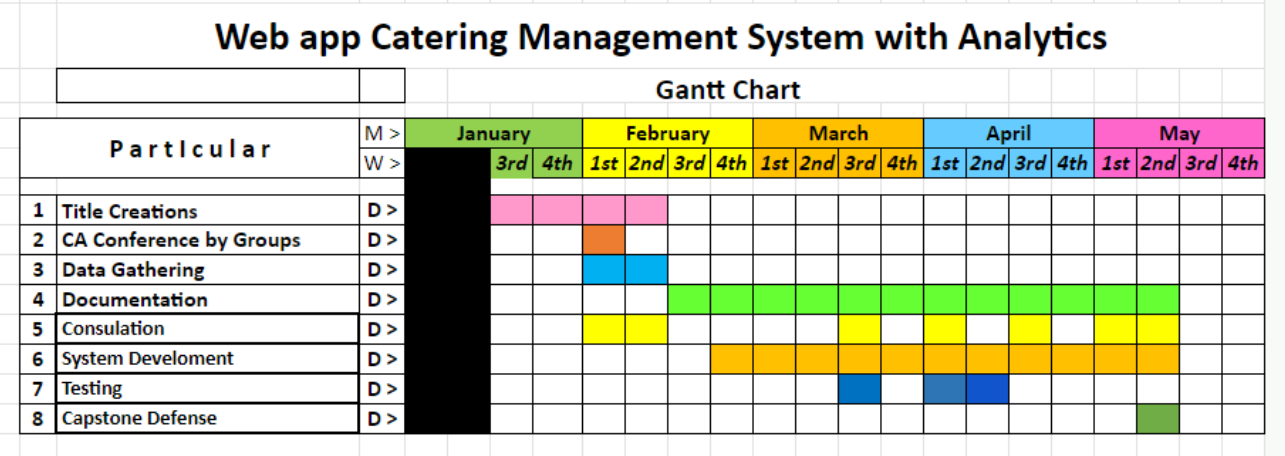 Web app Catering Management System with Analytics
Gantt Chart
PartIcular M > January February March April May
W > 3rd 4th 1st 2nd 3rd 4th 1st 2nd 3rd 4th 1st 2nd 3rd 4th 1st 2nd 3rd 4th
1 Title Creations D >
2 CA Conference by Groups D >
3 Data Gathering D >
4 Documentation D >
5 Consulation D >
6 System Develoment D >
7 Testing D >
8 Capstone Defense D >